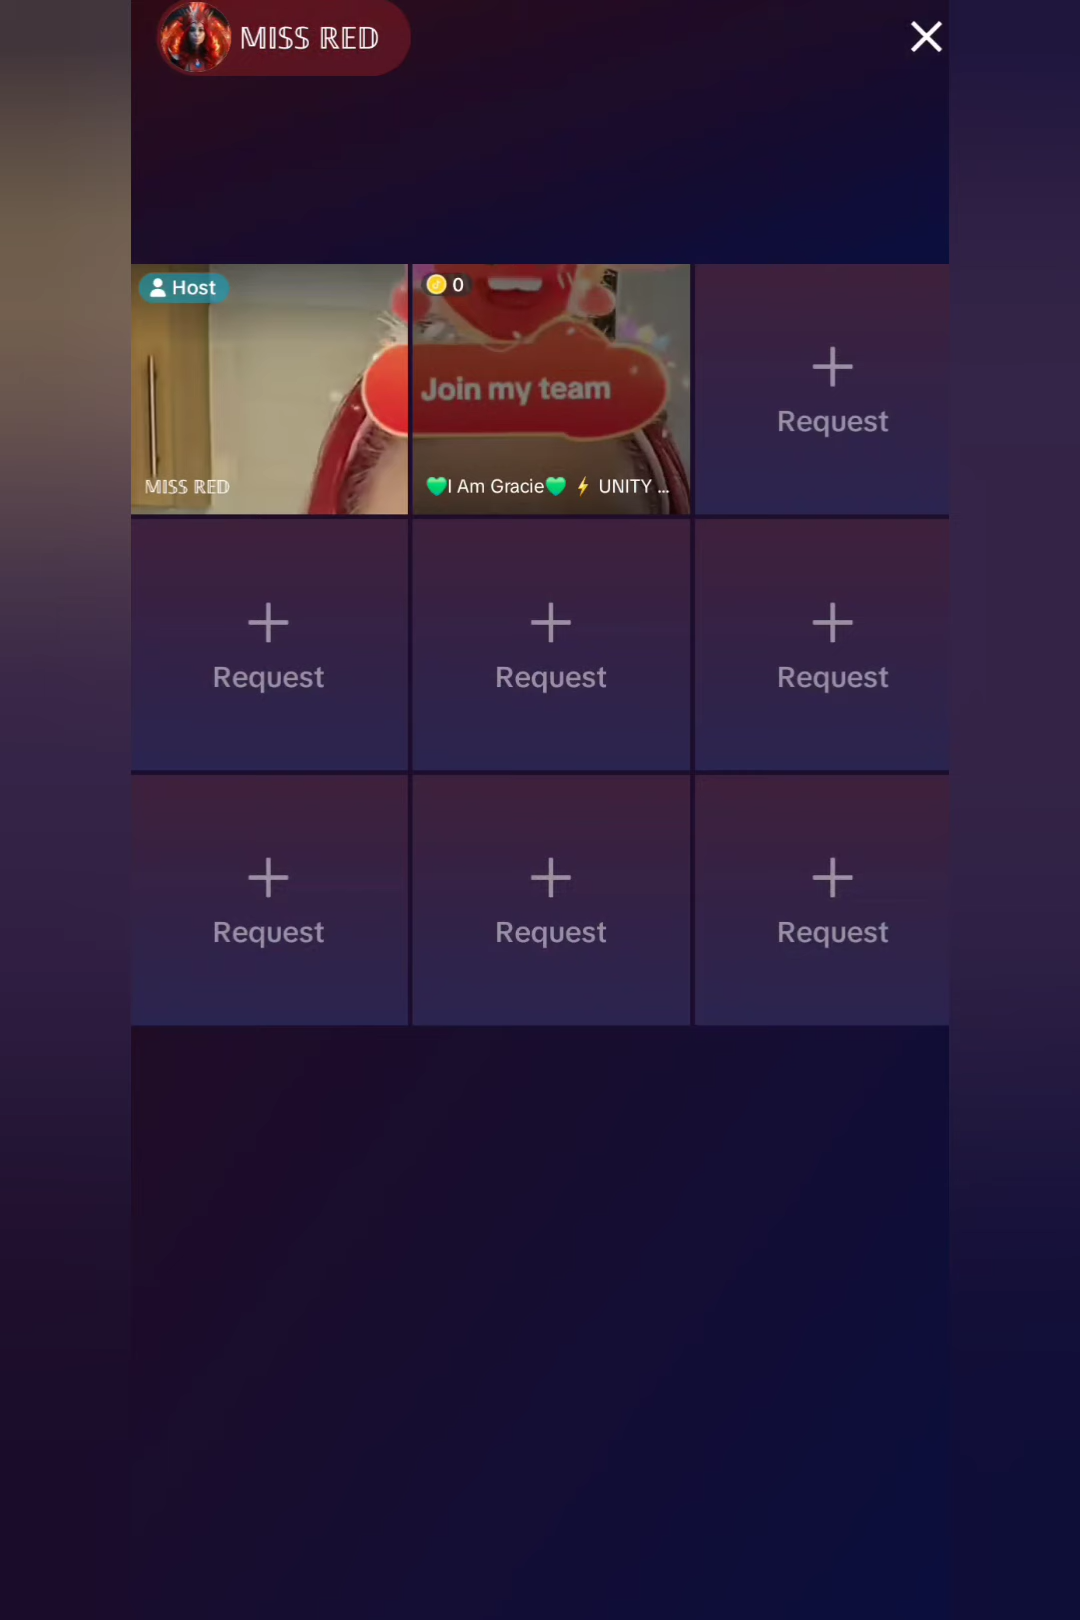 MISS RED
Host
0
Join my team
MISS RED
💚I Am Gracie💚 ⚡ UNITY ...
Request
Request
Request
Request
Request
Request
Request